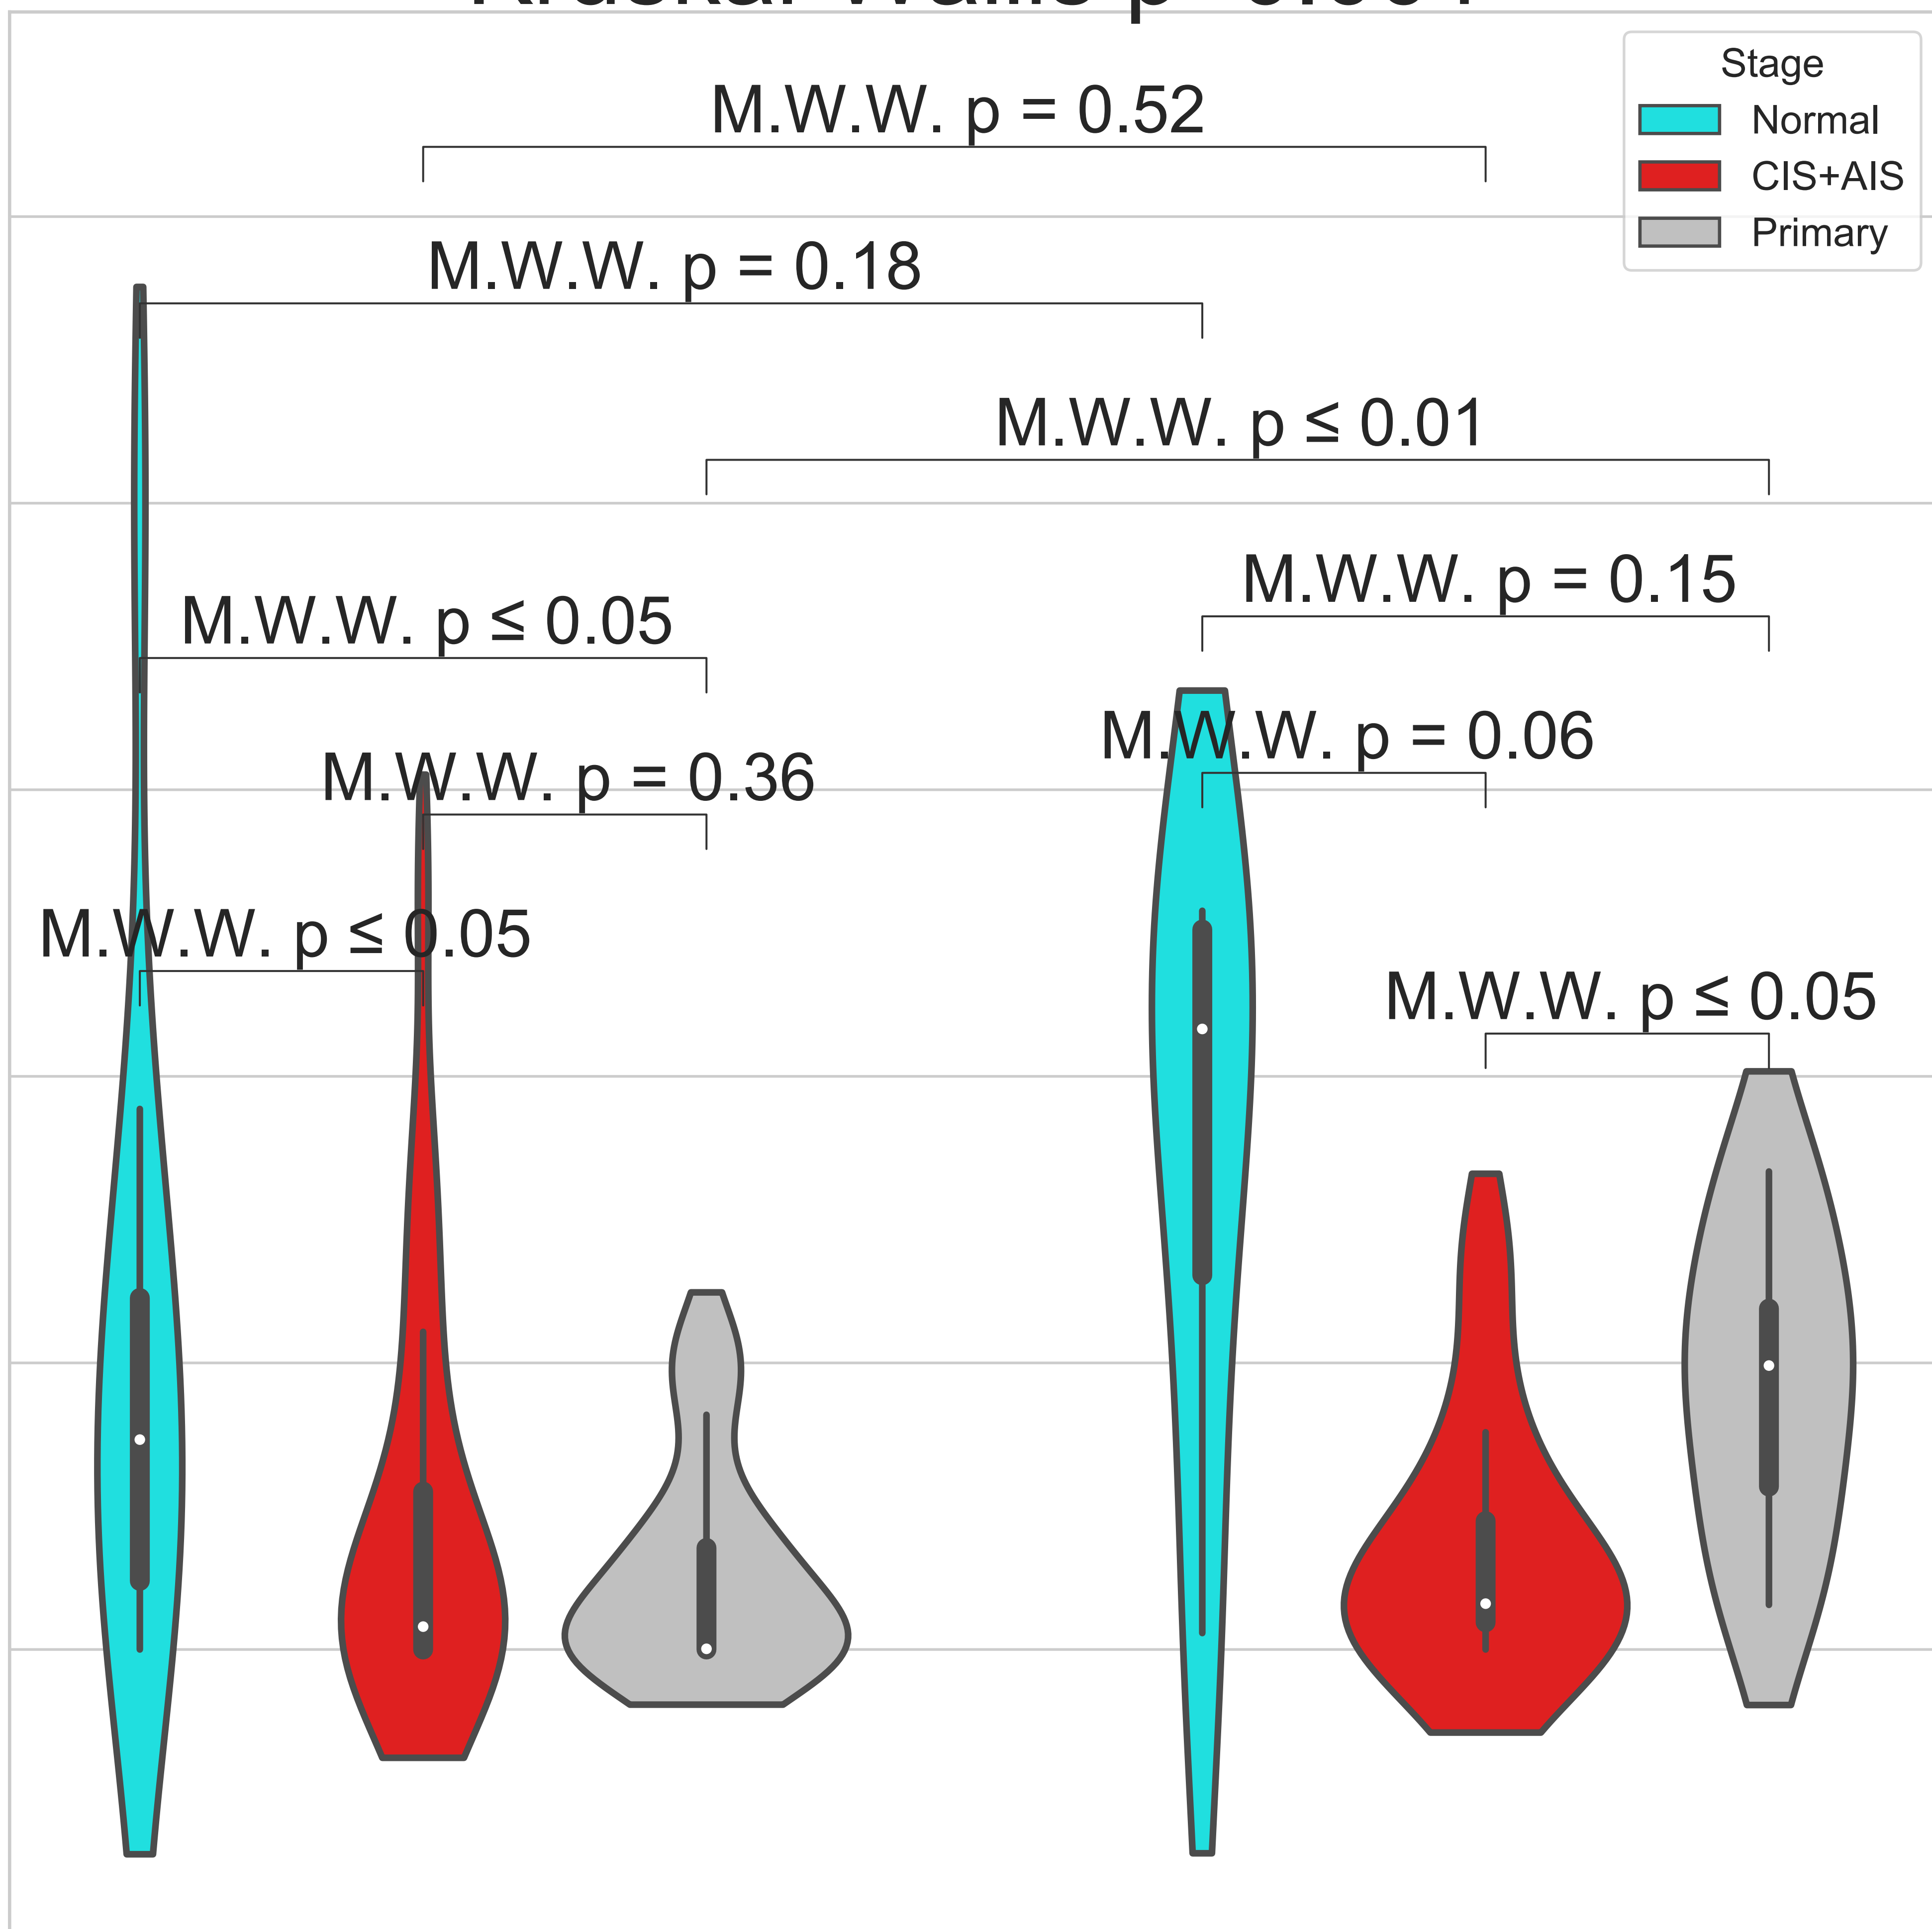 Stage
Normal
CIS+AIS
Primary
M.W.W. p = 0.52
M.W.W. p = 0.18
M.W.W. p ≤ 0.01
M.W.W. p = 0.15
M.W.W. p ≤ 0.05
M.W.W. p = 0.06
M.W.W. p = 0.36
M.W.W. p ≤ 0.05
M.W.W. p ≤ 0.05